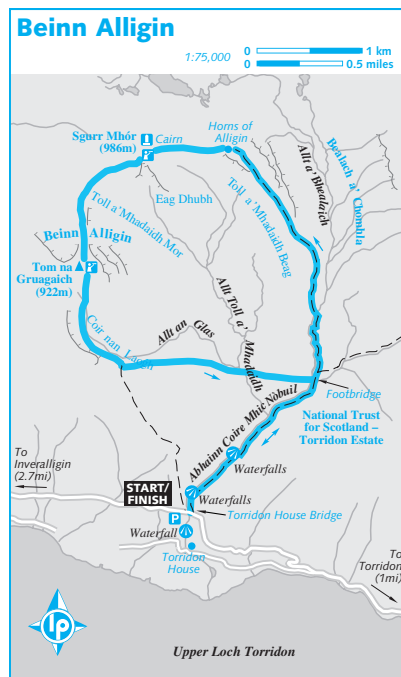 Beinn Alligin
1:75,000
0 1 km
0 0.5 miles
Sgurr Mhór
(986m)
Cairn
Horns of
Alligin
Allt a'Bhealaich
Bealach a' Chomhla
Toll a'Mhadaidh Mor
Eag Dhubh
Toll a'Mhadaidh Beag
Beinn Alligin
Tom na
Gruagaich
(922m)
Allt Toll a'
Mhadaidh
Coir nan Laogh
Allt an Glas
Footbridge
Abhainn Coire Mhic Nòbuil
National Trust
for Scotland –
Torridon Estate
To
Inveralligin
(2.7mi)
Waterfalls
START/
FINISH
Waterfalls
P
Torridon House Bridge
Waterfall
Torridon
House
To
Torridon
(1mi)
lp
Upper Loch Torridon